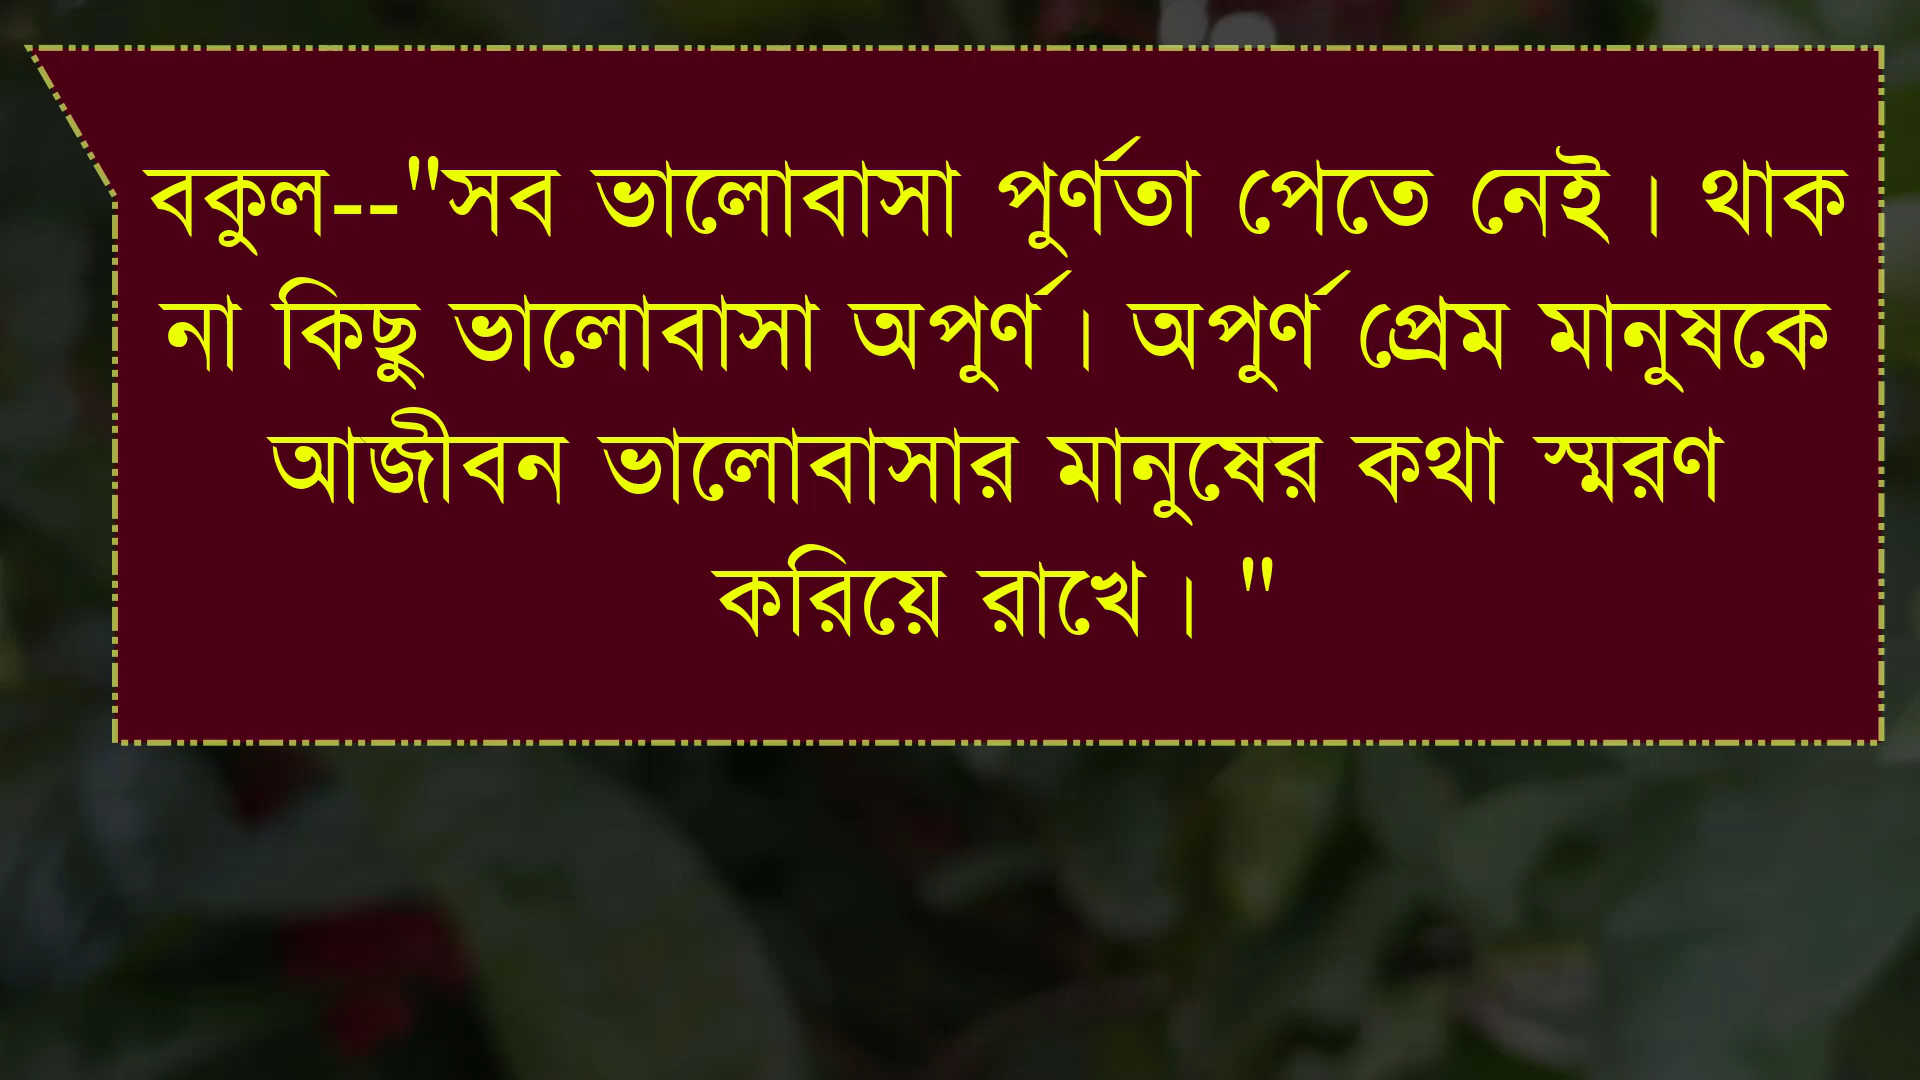 বকুল--"সব ভালোবাসা পুর্ণতা পেতে নেই। থাক
না কিছু ভালোবাসা অপুর্ণ। অপুর্ণ প্রেম মানুষকে
আজীবন ভালোবাসার মানুষের কথা স্মরণ
করিয়ে রাখে। "